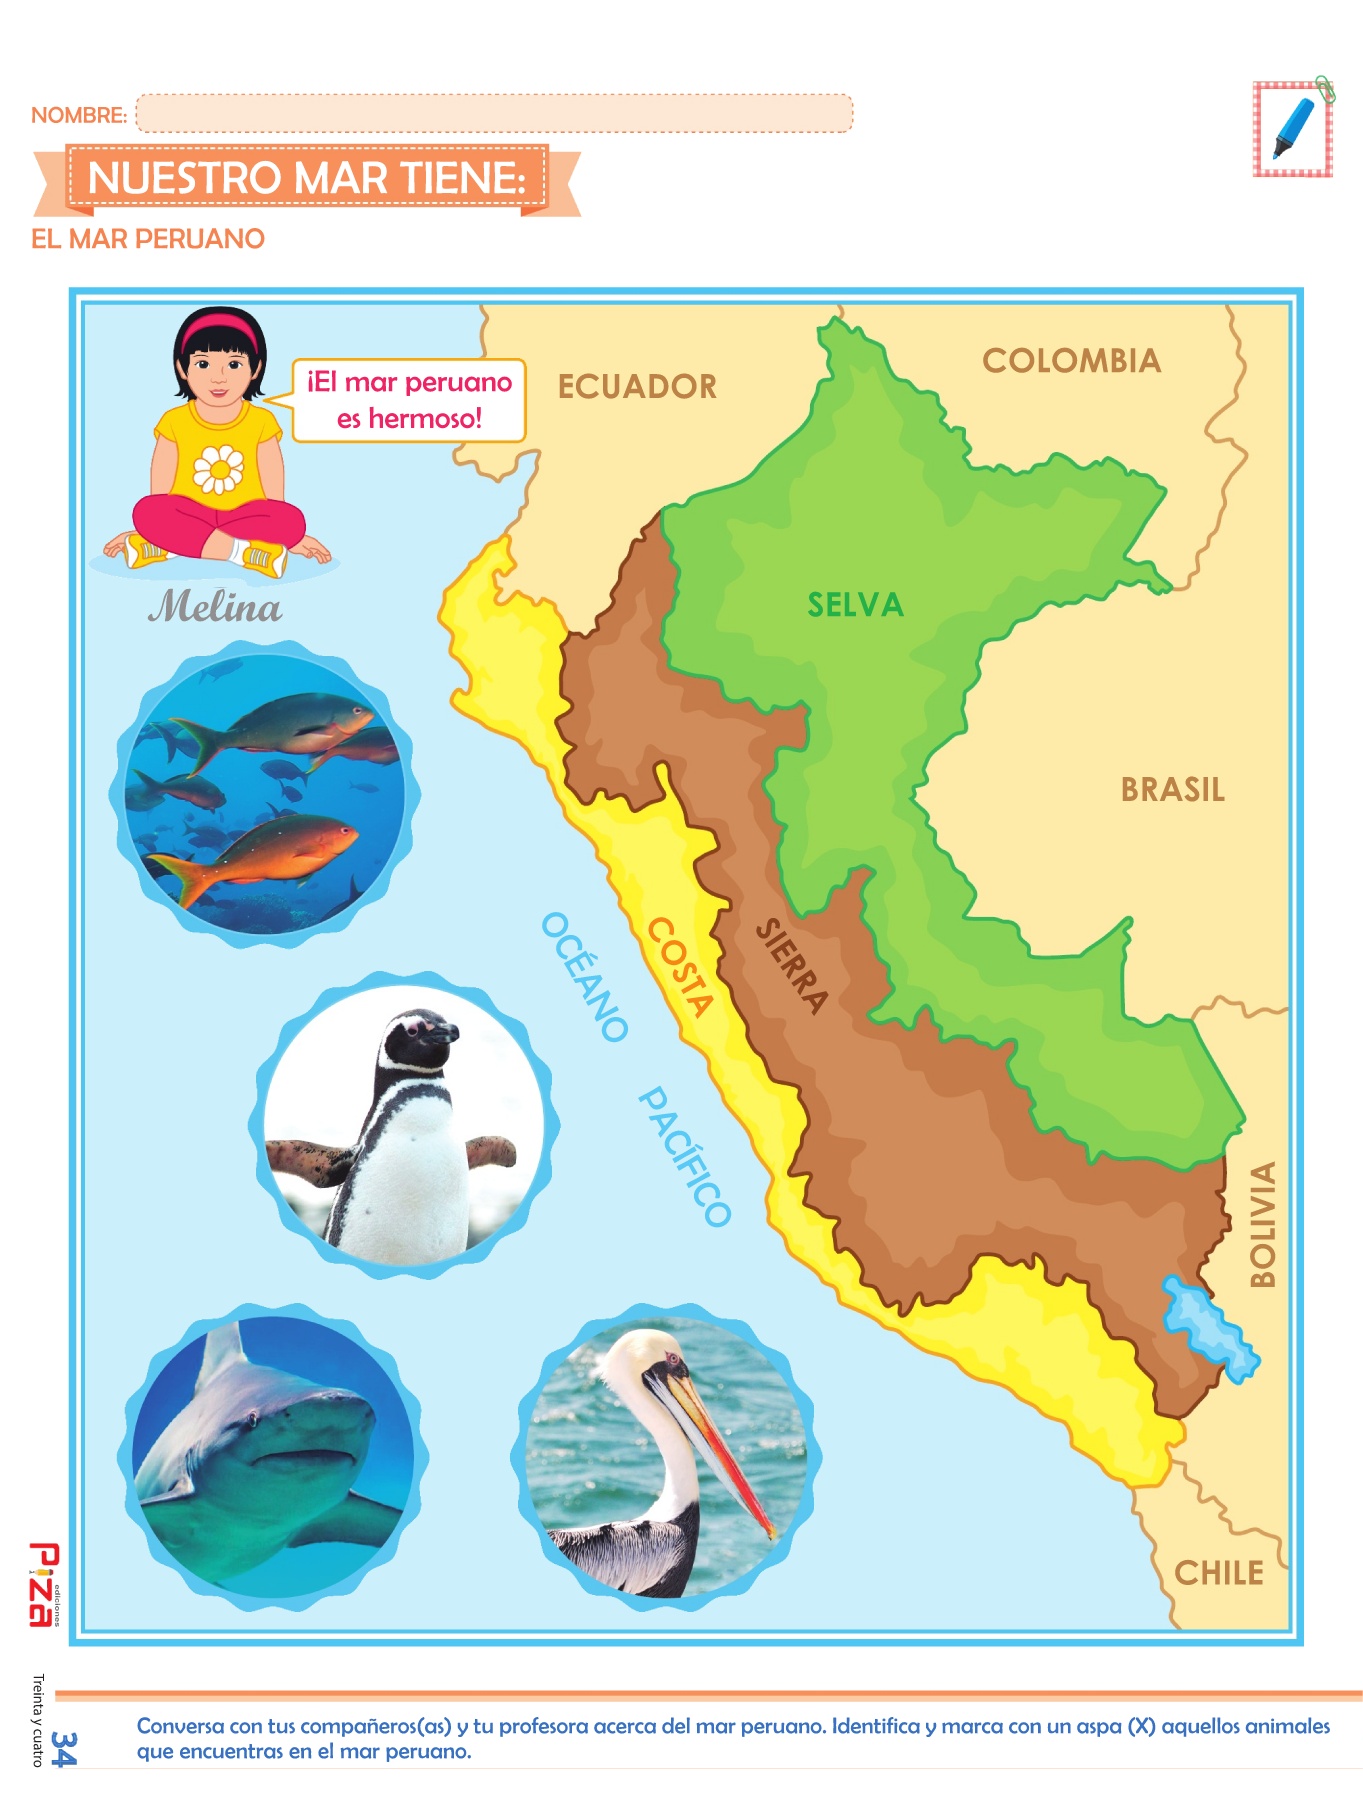 NOMBRE:
NUESTRO MAR TIENE:
EL MAR PERUANO
¡El mar peruano
es hermoso!
Melina
ECUADOR
COLOMBIA
SELVA
BRASIL
COSTA
SIERRA
OCÉANO
PACÍFICO
BOLIVIA
CHILE
Piza
ediciones
Treinta y cuatro
34
Conversa con tus compañeros(as) y tu profesora acerca del mar peruano. Identifica y marca con un aspa (X) aquellos animales
que encuentras en el mar peruano.